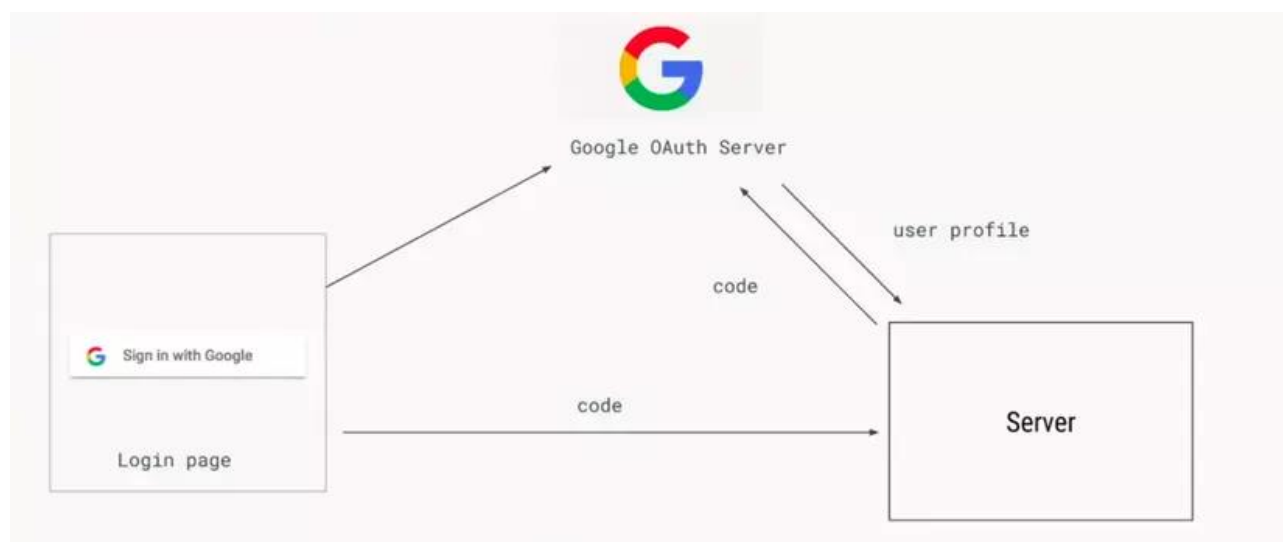 Google OAuth Server
user profile
code
Sign in with Google
code
Server
Login page